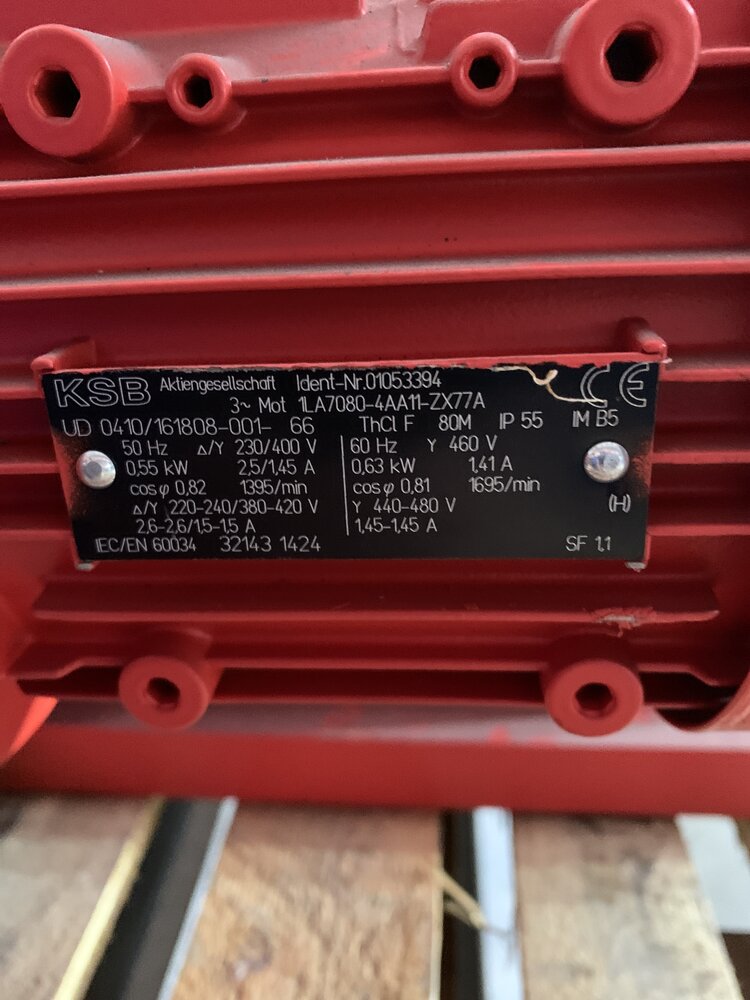 KSB Aktiengesellschaft Ident-Nr.01053394 CE
3~ Mot 1LA7080-4AA11-ZX77A
UD 0410/161808-001- 66 ThCl F 80M IP 55 IM B5
50 Hz Δ/Y 230/400 V 60 Hz Y 460 V
0,55 kW 2,5/1,45 A 0,63 kW 1,41 A
cos φ 0,82 1395/min cos φ 0,81 1695/min
Δ/Y 220-240/380-420 V Y 440-480 V (H)
2,6-2,6/1,5-1,5 A 1,45-1,45 A
IEC/EN 60034 32143 1424 SF 1,1